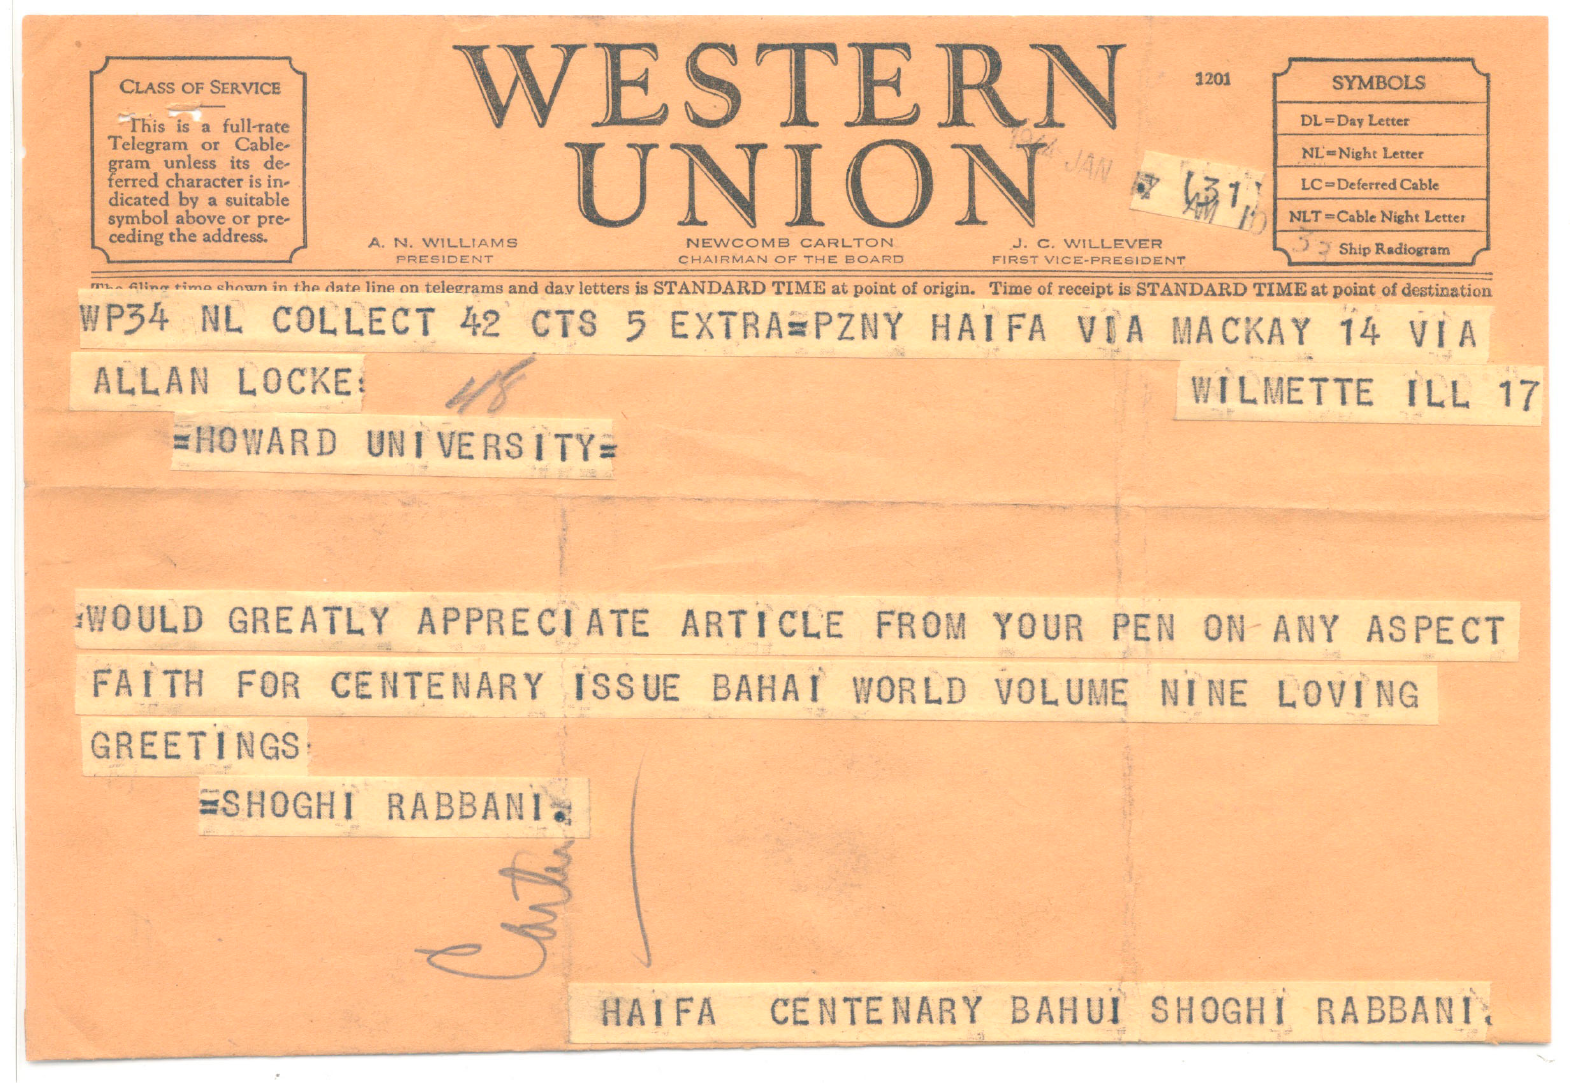 CLASS OF SERVICE
This is a full-rate
Telegram or Cable-
gram unless its de-
ferred character is in-
dicated by a suitable
symbol above or pre-
ceding the address.
WESTERN
UNION
1201
1944 JAN
SYMBOLS
DL=Day Letter
NL=Night Letter
LC=Deferred Cable
NLT=Cable Night Letter
Ship Radiogram
A. N. WILLIAMS
PRESIDENT
NEWCOMB CARLTON
CHAIRMAN OF THE BOARD
J. C. WILLEVER
FIRST VICE-PRESIDENT
AM 10
The filing time shown in the date line on telegrams and day letters is STANDARD TIME at point of origin. Time of receipt is STANDARD TIME at point of destination
WP34 NL COLLECT 42 CTS 5 EXTRA=PZNY HAIFA VIA MACKAY 14 VIA
ALLAN LOCKE:
WILMETTE ILL 17
48
=HOWARD UNIVERSITY=
=WOULD GREATLY APPRECIATE ARTICLE FROM YOUR PEN ON ANY ASPECT
FAITH FOR CENTENARY ISSUE BAHAI WORLD VOLUME NINE LOVING
GREETINGS:
=SHOGHI RABBANI.
HAIFA CENTENARY BAHUI SHOGHI RABBANI.